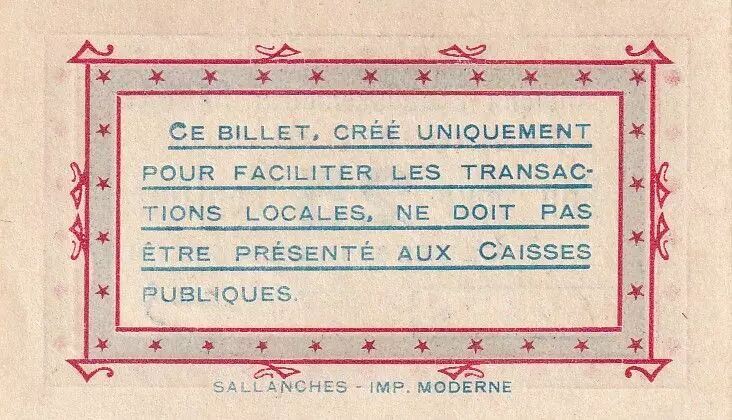 CE BILLET, CRÉÉ UNIQUEMENT
POUR FACILITER LES TRANSAC-
TIONS LOCALES, NE DOIT PAS
ÊTRE PRÉSENTÉ AUX CAISSES
PUBLIQUES.
SALLANCHES - IMP. MODERNE